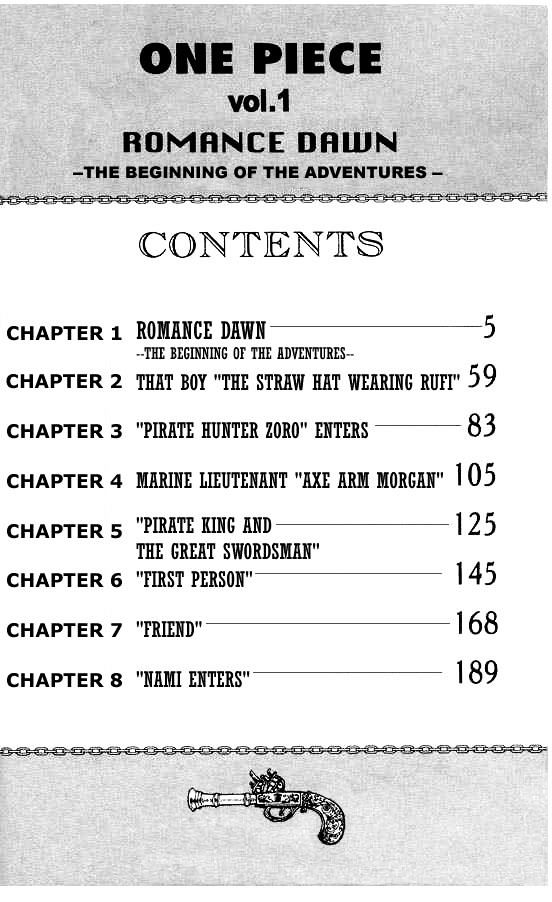 ONE PIECE
vol.1
ROMANCE DAWN
–THE BEGINNING OF THE ADVENTURES –
CONTENTS
CHAPTER 1 ROMANCE DAWN 5
--THE BEGINNING OF THE ADVENTURES--
CHAPTER 2 THAT BOY "THE STRAW HAT WEARING RUFI" 59
CHAPTER 3 "PIRATE HUNTER ZORO" ENTERS 83
CHAPTER 4 MARINE LIEUTENANT "AXE ARM MORGAN" 105
CHAPTER 5 "PIRATE KING AND 125
THE GREAT SWORDSMAN"
CHAPTER 6 "FIRST PERSON" 145
CHAPTER 7 "FRIEND" 168
CHAPTER 8 "NAMI ENTERS" 189